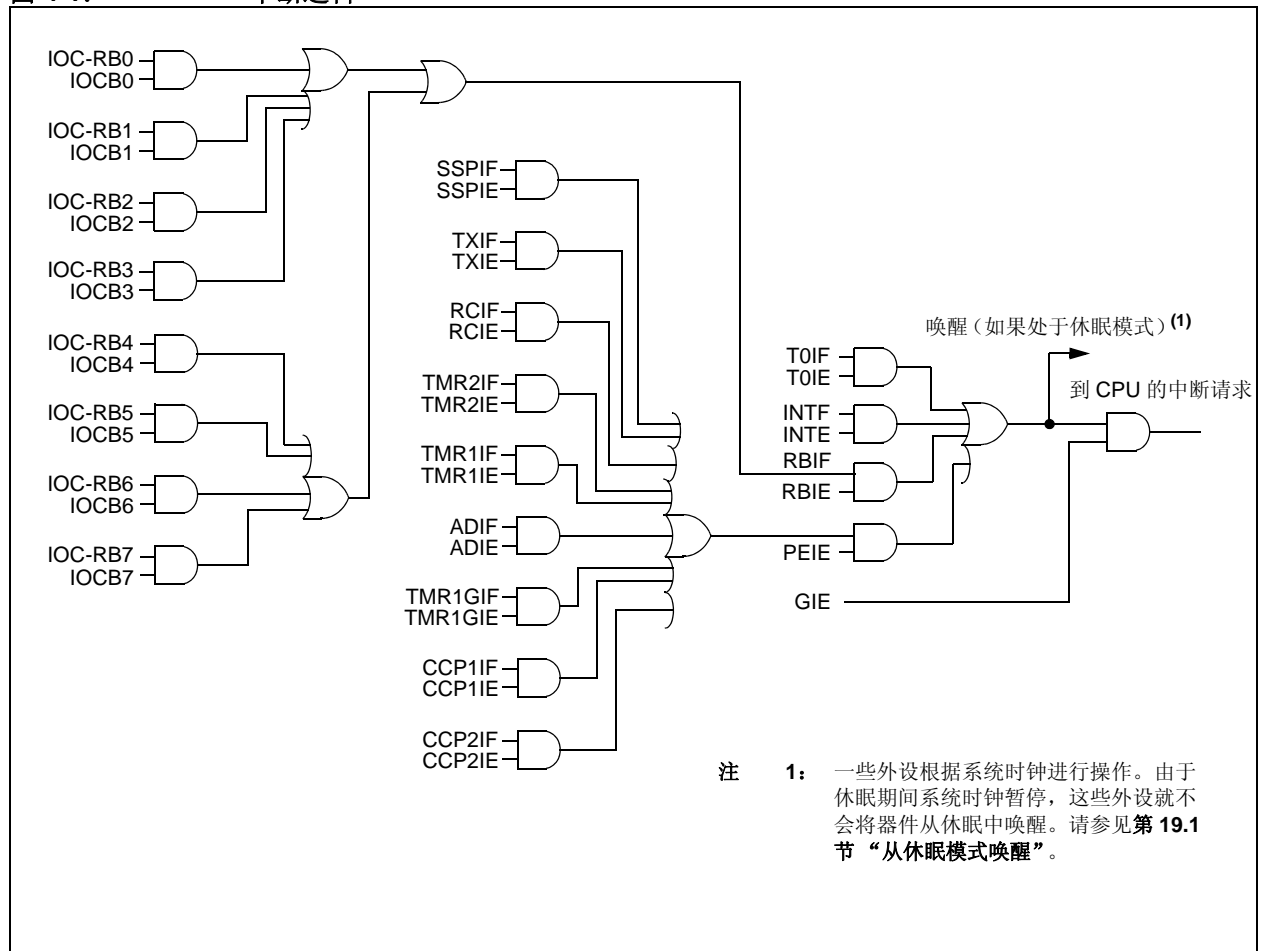 IOC-RB0
IOCB0
IOC-RB1
IOCB1
IOC-RB2
IOCB2
IOC-RB3
IOCB3
IOC-RB4
IOCB4
IOC-RB5
IOCB5
IOC-RB6
IOCB6
IOC-RB7
IOCB7
SSPIF
SSPIE
TXIF
TXIE
RCIF
RCIE
TMR2IF
TMR2IE
TMR1IF
TMR1IE
ADIF
ADIE
TMR1GIF
TMR1GIE
CCP1IF
CCP1IE
CCP2IF
CCP2IE
T0IF
T0IE
INTF
INTE
RBIF
RBIE
PEIE
GIE
唤醒（如果处于休眠模式）(1)
到 CPU 的中断请求
注 1： 一些外设根据系统时钟进行操作。由于
休眠期间系统时钟暂停，这些外设就不
会将器件从休眠中唤醒。请参见第 19.1
节 “从休眠模式唤醒”。